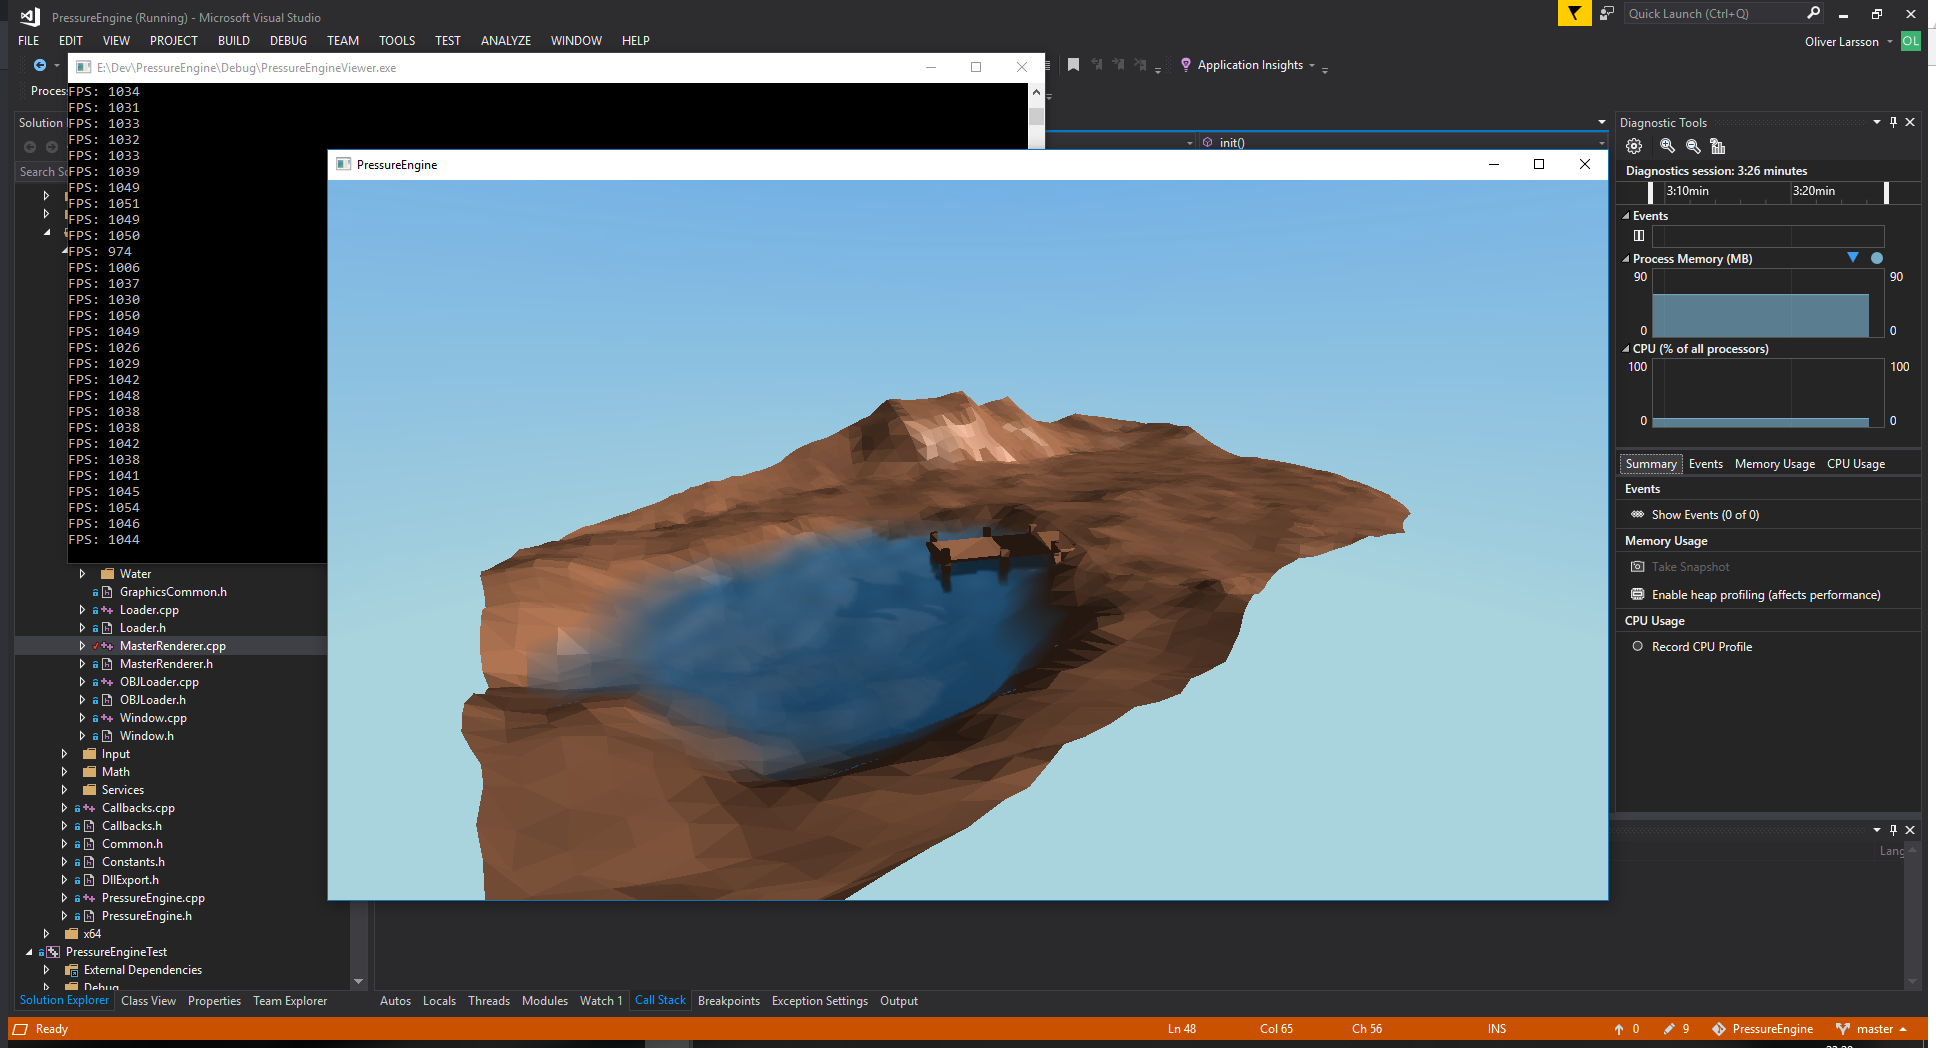 PressureEngine (Running) - Microsoft Visual Studio
Quick Launch (Ctrl+Q)
FILE EDIT VIEW PROJECT BUILD DEBUG TEAM TOOLS TEST ANALYZE WINDOW HELP
Oliver Larsson OL
E:\Dev\PressureEngine\Debug\PressureEngineViewer.exe
Application Insights
Proces
FPS: 1034
FPS: 1031
FPS: 1033
FPS: 1032
FPS: 1033
FPS: 1039
FPS: 1049
FPS: 1051
FPS: 1049
FPS: 1050
FPS: 974
FPS: 1006
FPS: 1037
FPS: 1030
FPS: 1050
FPS: 1049
FPS: 1026
FPS: 1029
FPS: 1042
FPS: 1048
FPS: 1038
FPS: 1038
FPS: 1042
FPS: 1038
FPS: 1041
FPS: 1045
FPS: 1054
FPS: 1046
FPS: 1044
Solution
Search So
init()
PressureEngine
Water
GraphicsCommon.h
Loader.cpp
Loader.h
MasterRenderer.cpp
MasterRenderer.h
OBJLoader.cpp
OBJLoader.h
Window.cpp
Window.h
Input
Math
Services
Callbacks.cpp
Callbacks.h
Common.h
Constants.h
DllExport.h
PressureEngine.cpp
PressureEngine.h
x64
PressureEngineTest
External Dependencies
Debug
Solution Explorer Class View Properties Team Explorer
Diagnostic Tools
Diagnostics session: 3:26 minutes
3:10min 3:20min
Events
Process Memory (MB)
90 90
0 0
CPU (% of all processors)
100 100
0 0
Summary Events Memory Usage CPU Usage
Events
Show Events (0 of 0)
Memory Usage
Take Snapshot
Enable heap profiling (affects performance)
CPU Usage
Record CPU Profile
Lang
Autos Locals Threads Modules Watch 1 Call Stack Breakpoints Exception Settings Output
Ready Ln 48 Col 65 Ch 56 INS 0 9 PressureEngine master